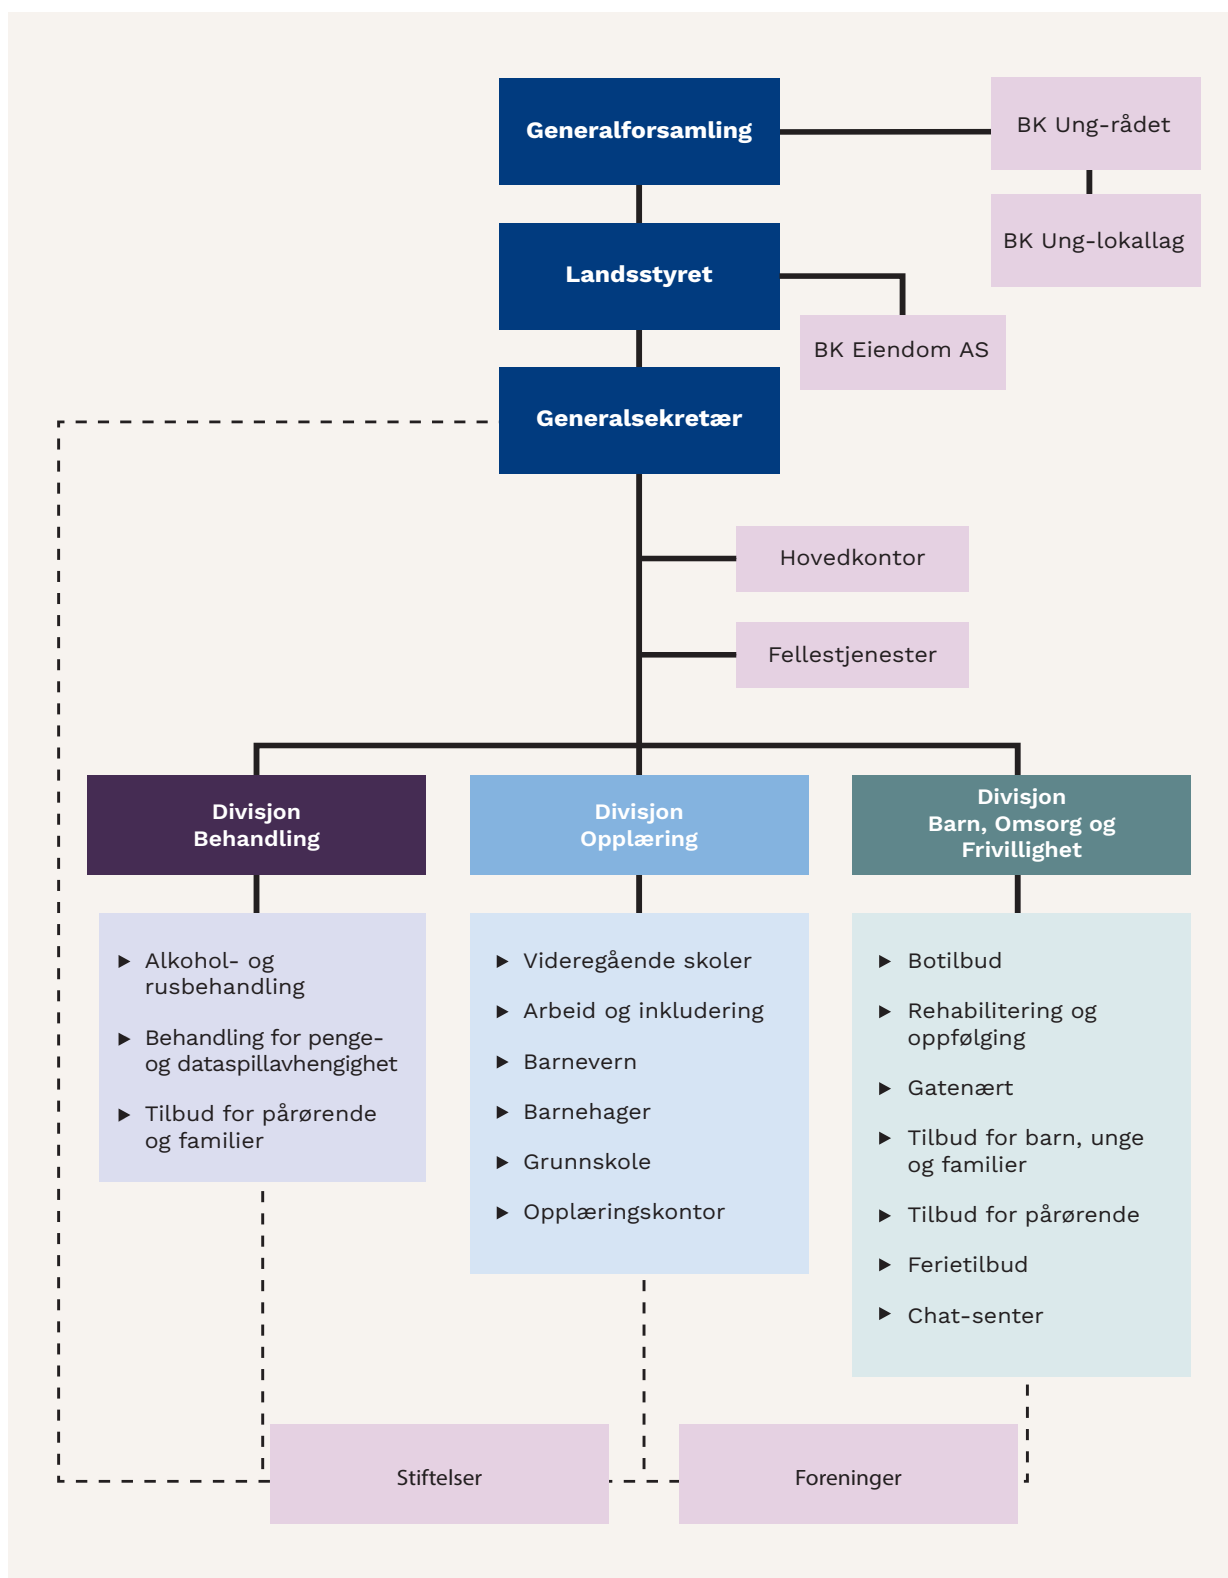 Generalforsamling
BK Ung-rådet
BK Ung-lokallag
Landsstyret
BK Eiendom AS
Generalsekretær
Hovedkontor
Fellestjenester
Divisjon
Behandling
▶ Alkohol- og
rusbehandling
▶ Behandling for penge-
og dataspillavhengighet
▶ Tilbud for pårørende
og familier
Divisjon
Opplæring
▶ Videregående skoler
▶ Arbeid og inkludering
▶ Barnevern
▶ Barnehager
▶ Grunnskole
▶ Opplæringskontor
Divisjon
Barn, Omsorg og
Frivillighet
▶ Botilbud
▶ Rehabilitering og
oppfølging
▶ Gatenært
▶ Tilbud for barn, unge
og familier
▶ Tilbud for pårørende
▶ Ferietilbud
▶ Chat-senter
Stiftelser
Foreninger